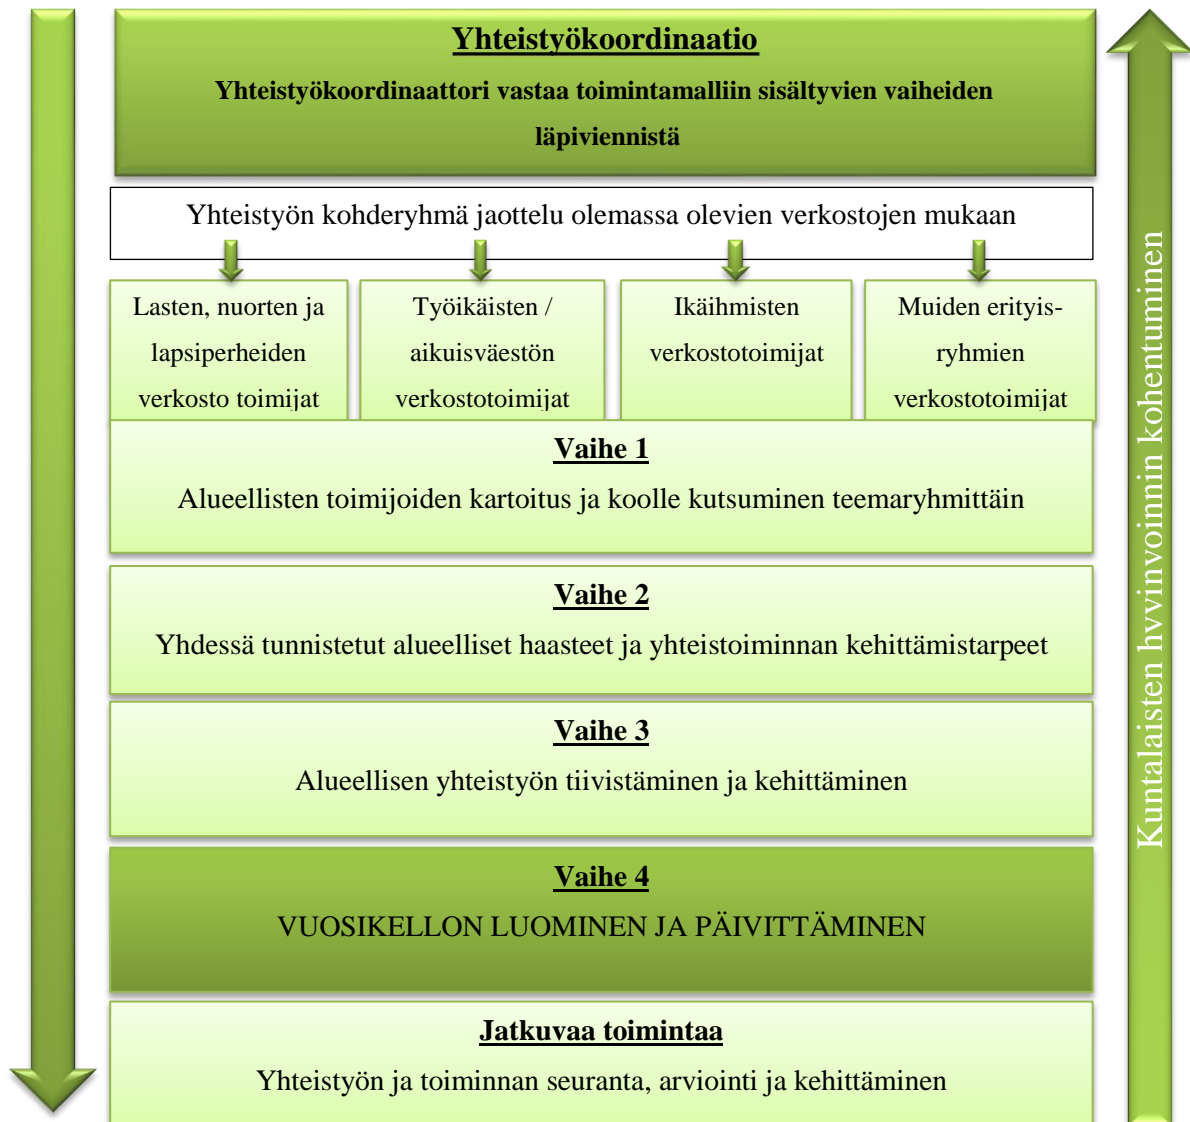 Yhteistyökoordinaatio
Yhteistyökoordinaattori vastaa toimintamalliin sisältyvien vaiheiden
läpiviennistä
Yhteistyön kohderyhmä jaottelu olemassa olevien verkostojen mukaan
Lasten, nuorten ja
lapsiperheiden
verkosto toimijat
Työikäisten /
aikuisväestön
verkostotoimijat
Ikäihmisten
verkostotoimijat
Muiden erityis-
ryhmien
verkostotoimijat
Vaihe 1
Alueellisten toimijoiden kartoitus ja koolle kutsuminen teemaryhmittäin
Vaihe 2
Yhdessä tunnistetut alueelliset haasteet ja yhteistoiminnan kehittämistarpeet
Vaihe 3
Alueellisen yhteistyön tiivistäminen ja kehittäminen
Vaihe 4
VUOSIKELLON LUOMINEN JA PÄIVITTÄMINEN
Jatkuvaa toimintaa
Yhteistyön ja toiminnan seuranta, arviointi ja kehittäminen
Kuntalaisten hyvinvoinnin kohentuminen